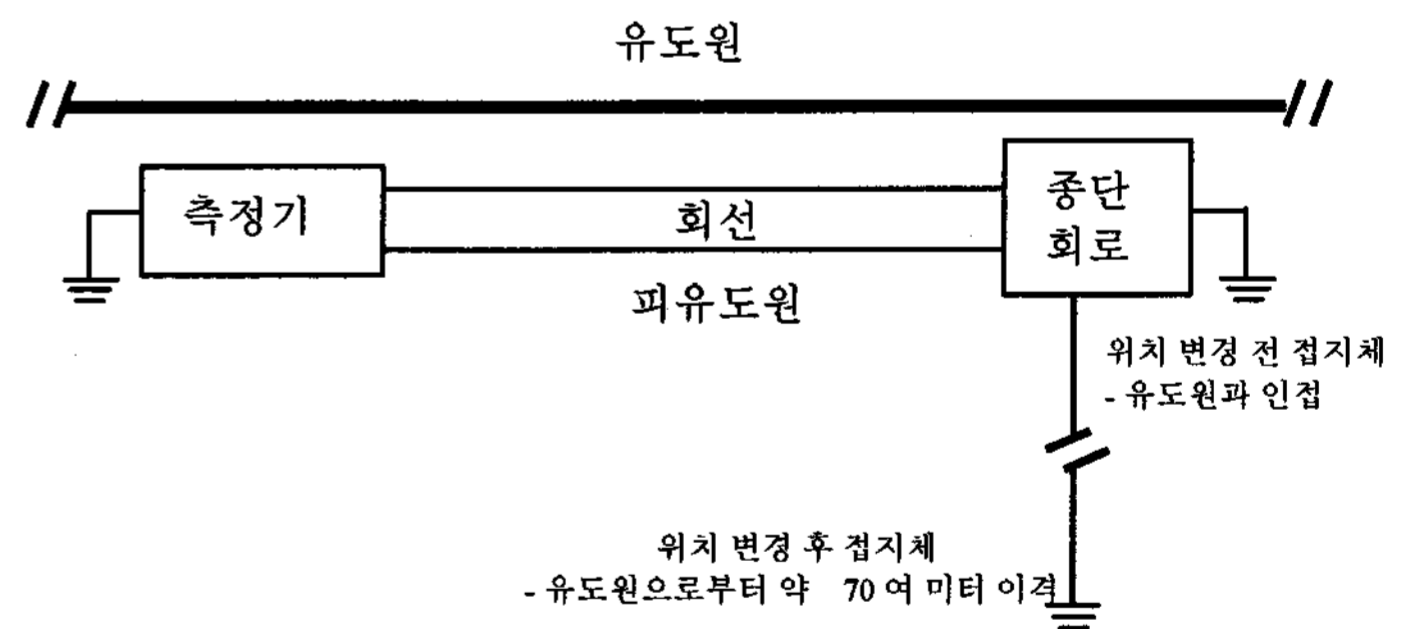 유도원
측정기
회선
종단
회로
피유도원
위치 변경 전 접지체
- 유도원과 인접
위치 변경 후 접지체
- 유도원으로부터 약 70 여 미터 이격